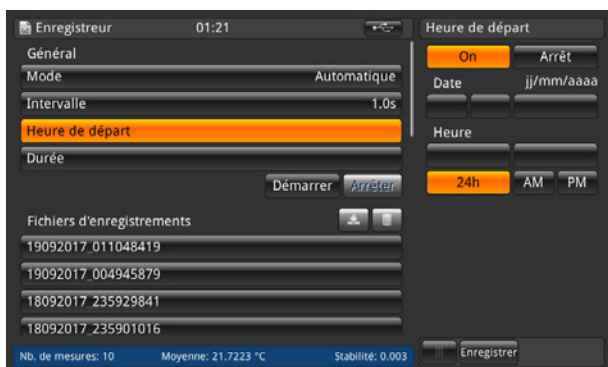 Enregistreur 01:21
Général
Mode Automatique
Intervalle 1.0s
Heure de départ
Durée
Démarrer Arrêter
Fichiers d'enregistrements
19092017_011048419
19092017_004945879
18092017_235929841
18092017_235901016
Nb. de mesures: 10 Moyenne: 21.7223 °C Stabilité: 0.003
Heure de départ
On Arrêt
Date jj/mm/aaaa
Heure
24h AM PM
Enregistrer